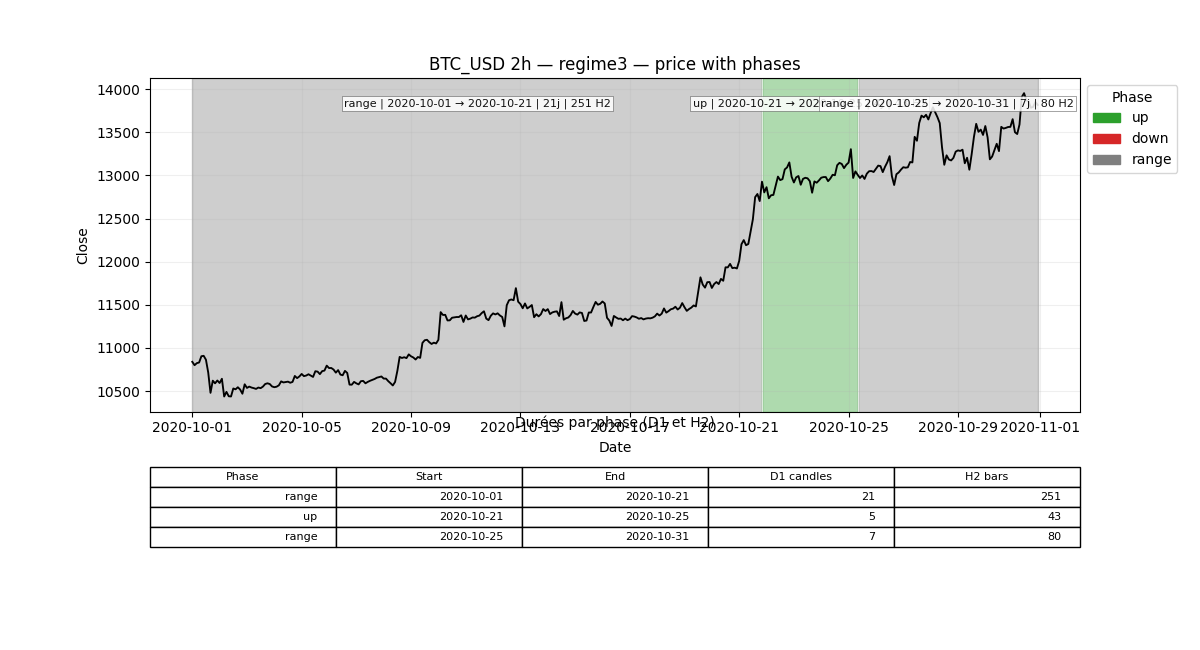 BTC_USD 2h — regime3 — price with phases
14000
13500
13000
12500
12000
11500
11000
10500
Close
range | 2020-10-01 → 2020-10-21 | 21j | 251 H2
up | 2020-10-21 → 202
range | 2020-10-25 → 2020-10-31 | 7j | 80 H2
Phase
up
down
range
2020-10-01 2020-10-05 2020-10-09 2020-10-13 2020-10-17 2020-10-21 2020-10-25 2020-10-29 2020-11-01
Durées par phase (D1 et H2)
Date
Phase Start End D1 candles H2 bars
range 2020-10-01 2020-10-21 21 251
up 2020-10-21 2020-10-25 5 43
range 2020-10-25 2020-10-31 7 80